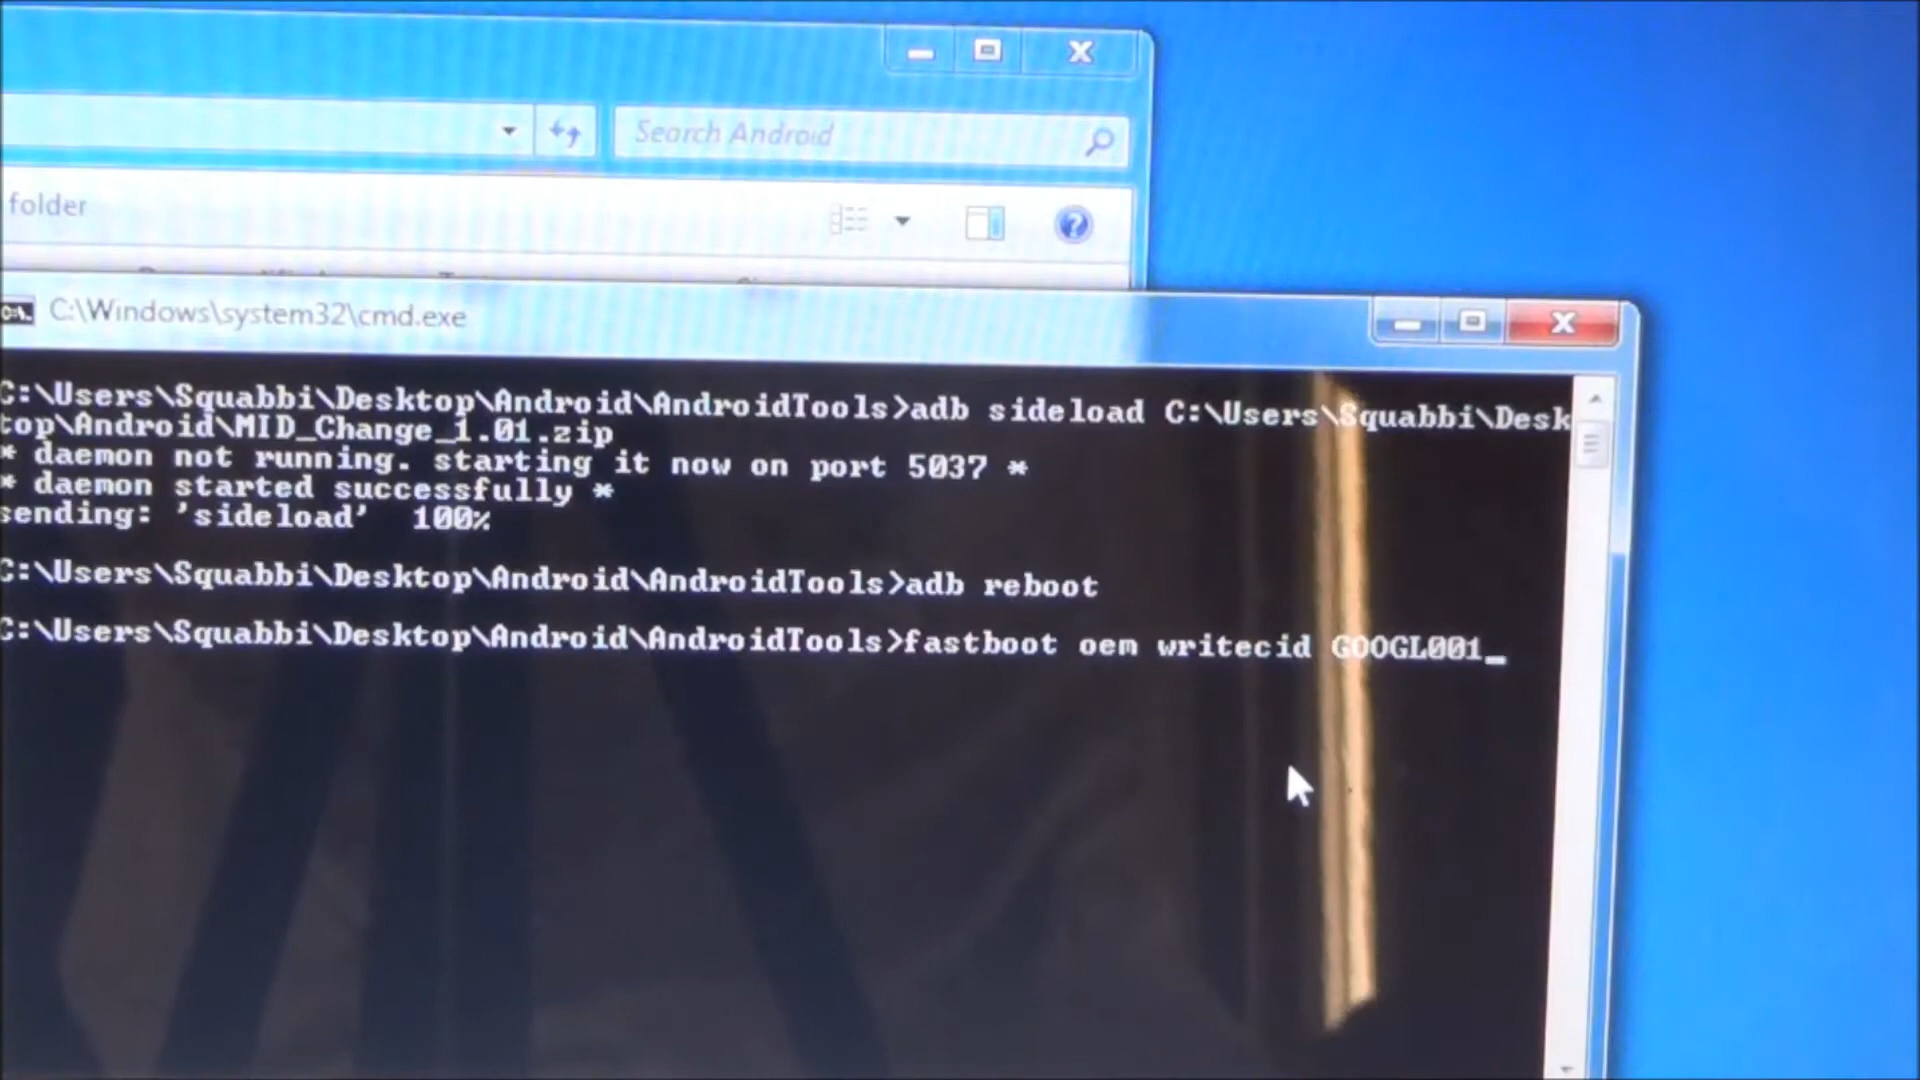 Search Android
folder
C:\Windows\system32\cmd.exe
C:\Users\Squabbi\Desktop\Android\AndroidTools>adb sideload C:\Users\Squabbi\Desk
top\Android\MID_Change_1.01.zip
* daemon not running. starting it now on port 5037 *
* daemon started successfully *
sending: 'sideload' 100%
C:\Users\Squabbi\Desktop\Android\AndroidTools>adb reboot
C:\Users\Squabbi\Desktop\Android\AndroidTools>fastboot oem writecid GOOGL001_